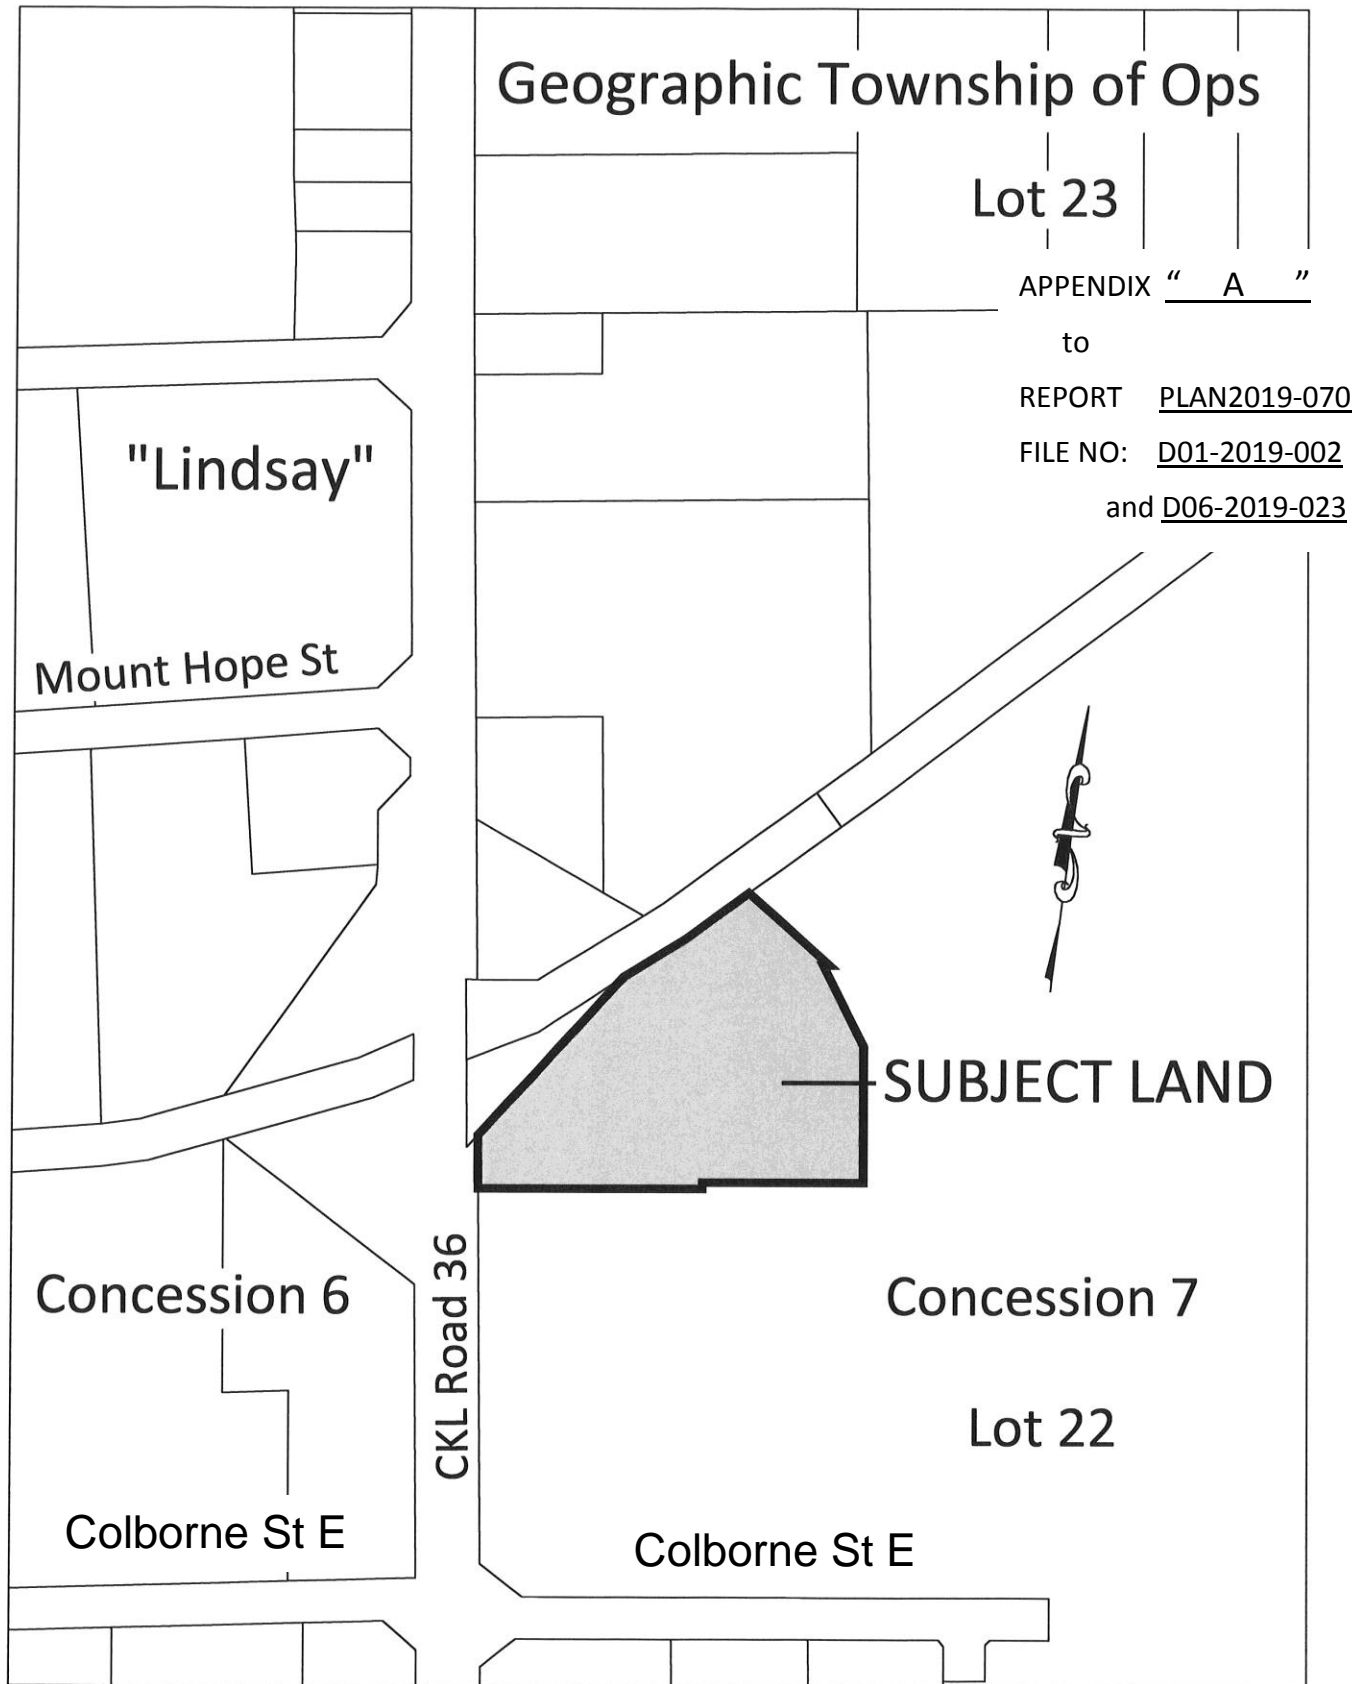 Geographic Township of Ops
Lot 23
APPENDIX “ A ”
to
REPORT PLAN2019-070
FILE NO: D01-2019-002
and D06-2019-023
"Lindsay"
Mount Hope St
SUBJECT LAND
CKL Road 36
Concession 6
Concession 7
Lot 22
Colborne St E
Colborne St E